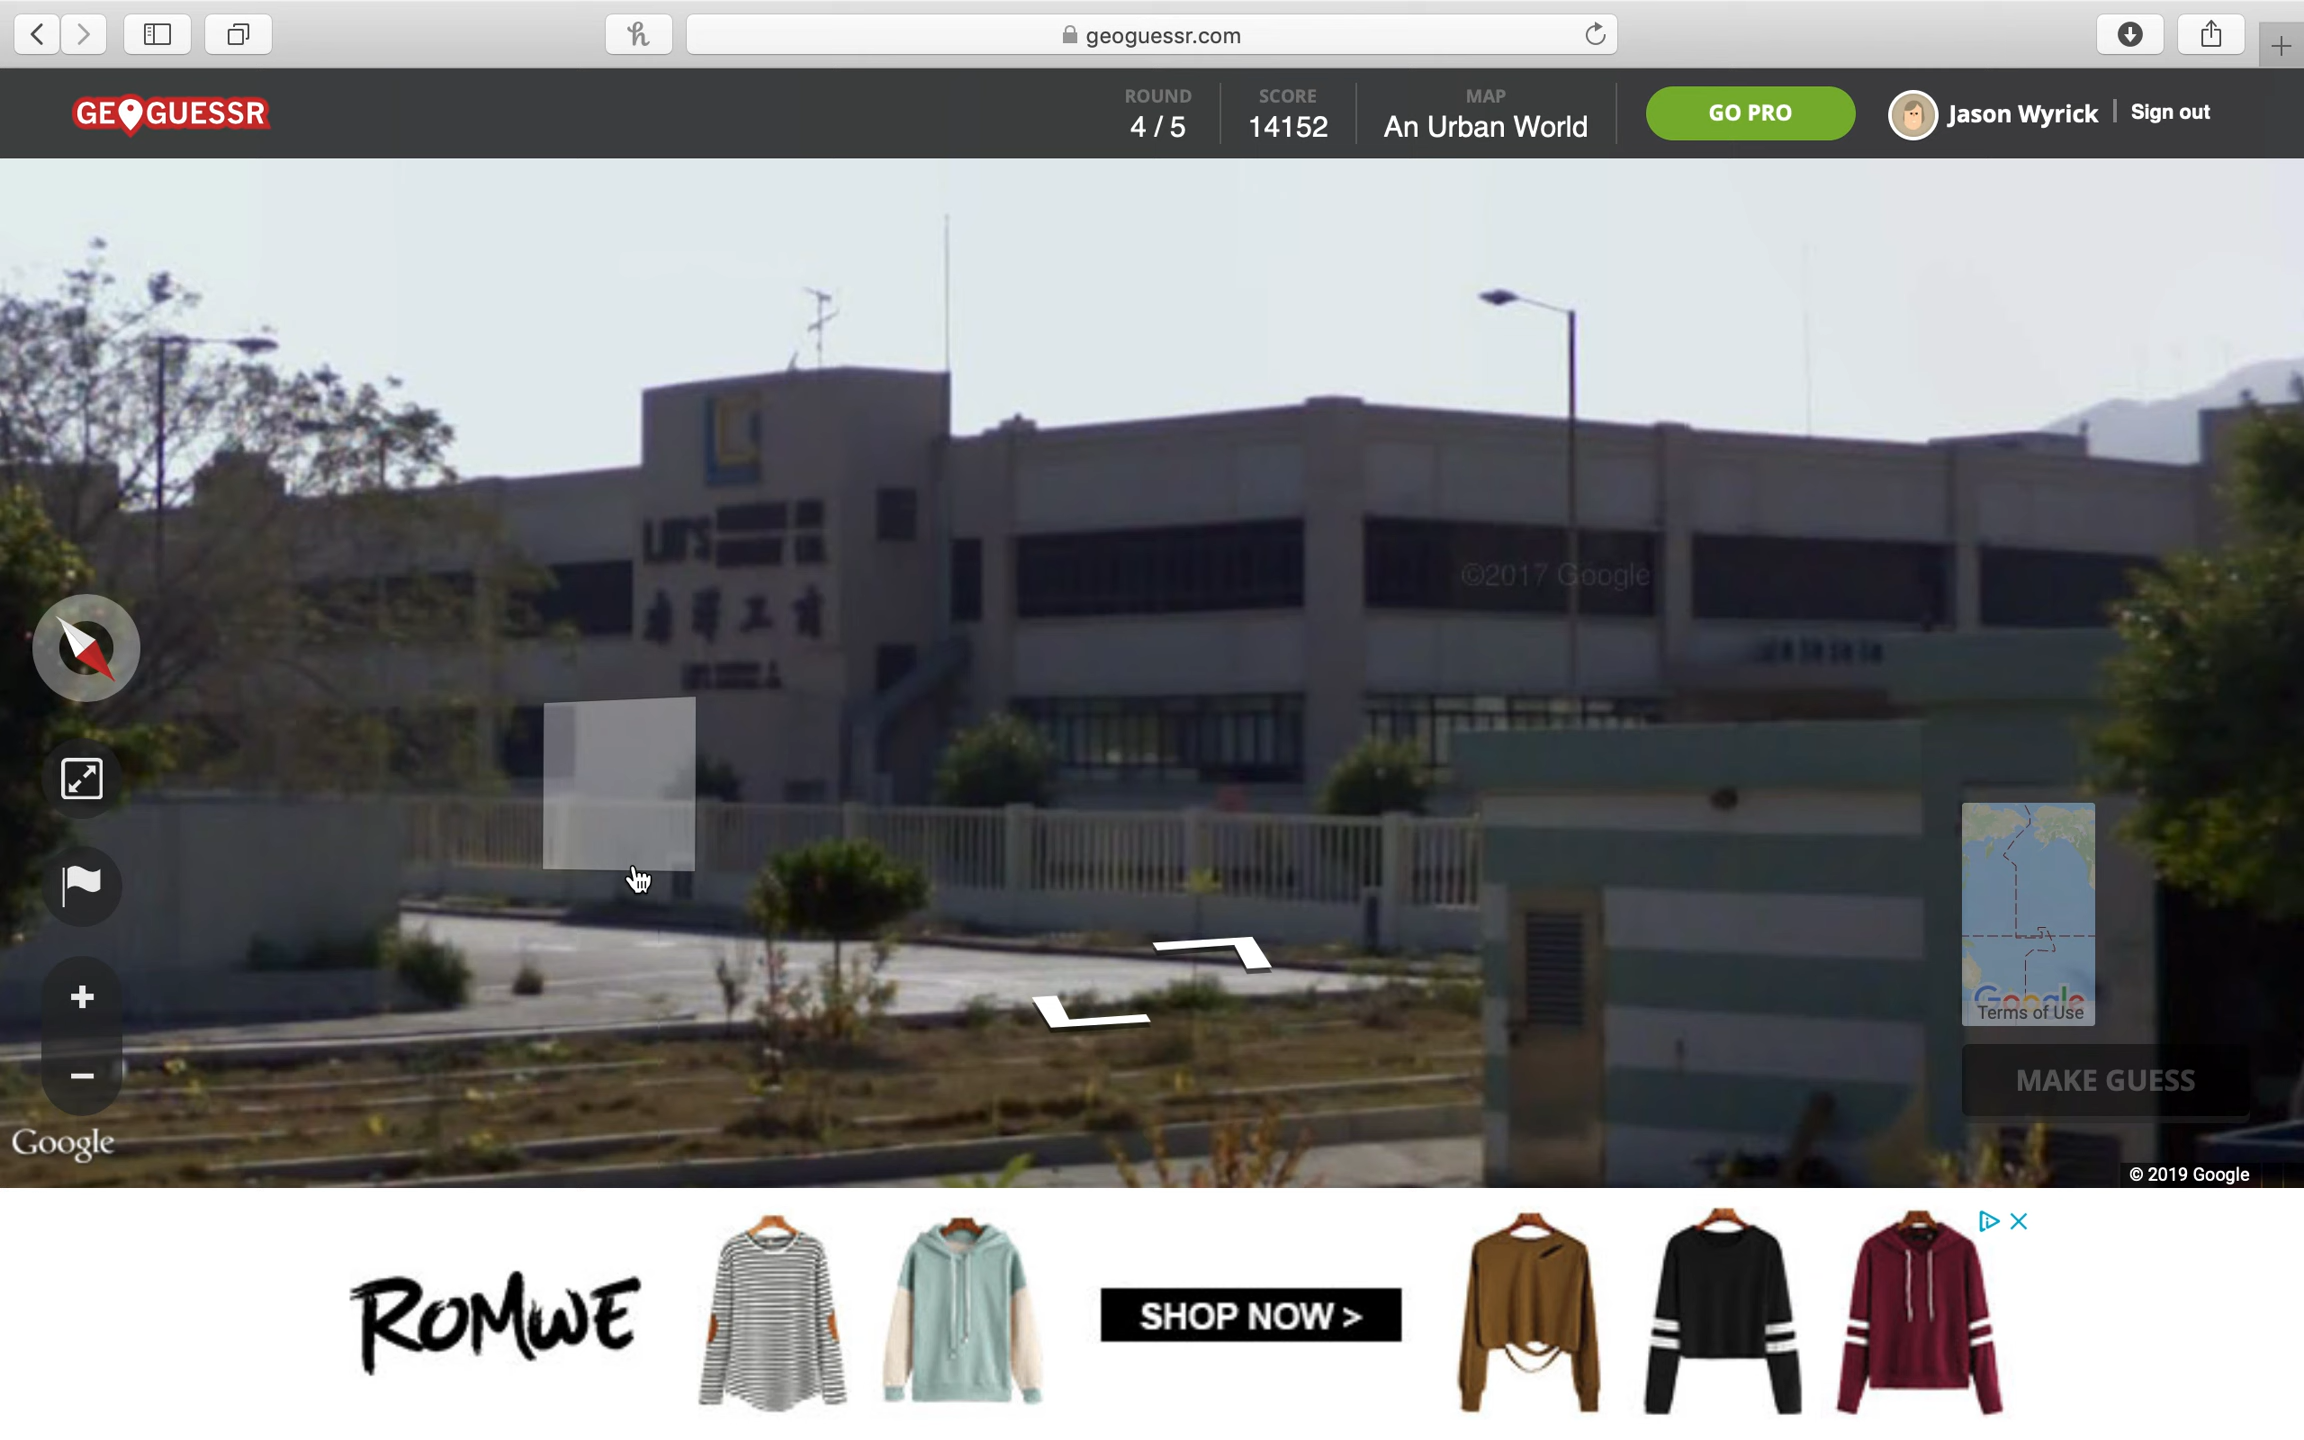 geoguessr.com
GEOGUESSR
ROUND
4 / 5
SCORE
14152
MAP
An Urban World
GO PRO
Jason Wyrick
Sign out
©2017 Google
Google
Terms of Use
MAKE GUESS
Google
© 2019 Google
ROMWE
SHOP NOW >